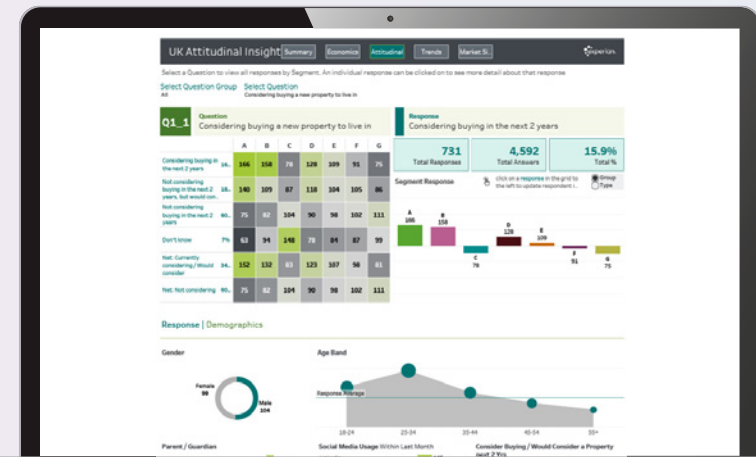 UK Attitudinal Insight Summary Economics Attitudinal Trends Market Si.. experian.
Select a Question to view all responses by Segment. An individual response can be clicked on to see more detail about that response
Select Question Group Select Question
All Considering buying a new property to live in
Q1_1
Question
Considering buying a new property to live in
Response
Considering buying in the next 2 years
A B C D E F G
Considering buying in the next 2 years 16.. 166 158 78 128 109 91 75
Not considering buying in the next 2 years, but would con.. 18.. 140 109 87 118 104 105 86
Not considering buying in the next 2 years 60.. 75 82 104 90 98 102 111
Don't know 7% 63 94 148 78 84 87 99
Net: Currently considering/Would consider 34.. 152 132 83 123 107 98 81
Net: Not considering 60.. 75 82 104 90 98 102 111
731 4,592 15.9%
Total Responses Total Answers Total %
Segment Response
click on a response in the grid to
the left to update respondent i..
Group
Type
A
166
B
158
C
78
D
128
E
109
F
91
G
75
Response | Demographics
Gender
Female
98
Male
104
Age Band
Response Average
18-24 25-34 35-44 45-54 55+
Parent / Guardian
Social Media Usage Within Last Month
Consider Buying / Would Consider a Property
next 2 Yrs